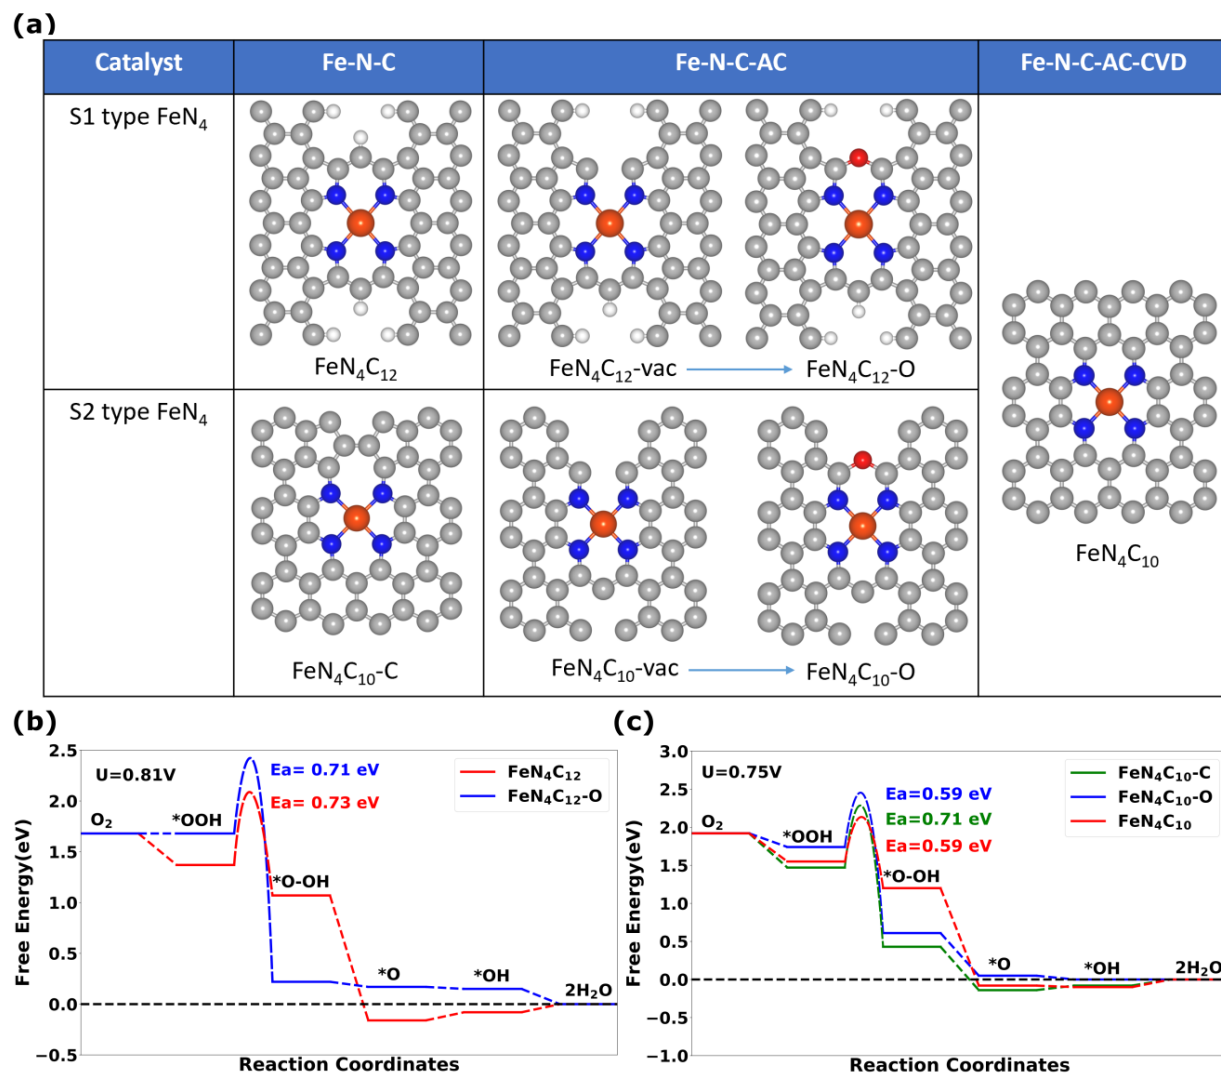 (a)
Catalyst Fe-N-C Fe-N-C-AC Fe-N-C-AC-CVD
S1 type FeN₄
FeN₄C₁₂ FeN₄C₁₂-vac FeN₄C₁₂-O
S2 type FeN₄
FeN₄C₁₀
FeN₄C₁₀-C FeN₄C₁₀-vac FeN₄C₁₀-O
(b)
2.5
2.0
1.5
1.0
0.5
0.0
−0.5
Free Energy(eV)
U=0.81V
Ea= 0.71 eV
Ea= 0.73 eV
FeN₄C₁₂
FeN₄C₁₂-O
O₂
*OOH
*O-OH
*O
*OH
2H₂O
Reaction Coordinates
(c)
3.0
2.5
2.0
1.5
1.0
0.5
0.0
−0.5
−1.0
Free Energy(eV)
U=0.75V
Ea=0.59 eV
Ea=0.71 eV
Ea=0.59 eV
FeN₄C₁₀-C
FeN₄C₁₀-O
FeN₄C₁₀
O₂
*OOH
*O-OH
*O
*OH
2H₂O
Reaction Coordinates